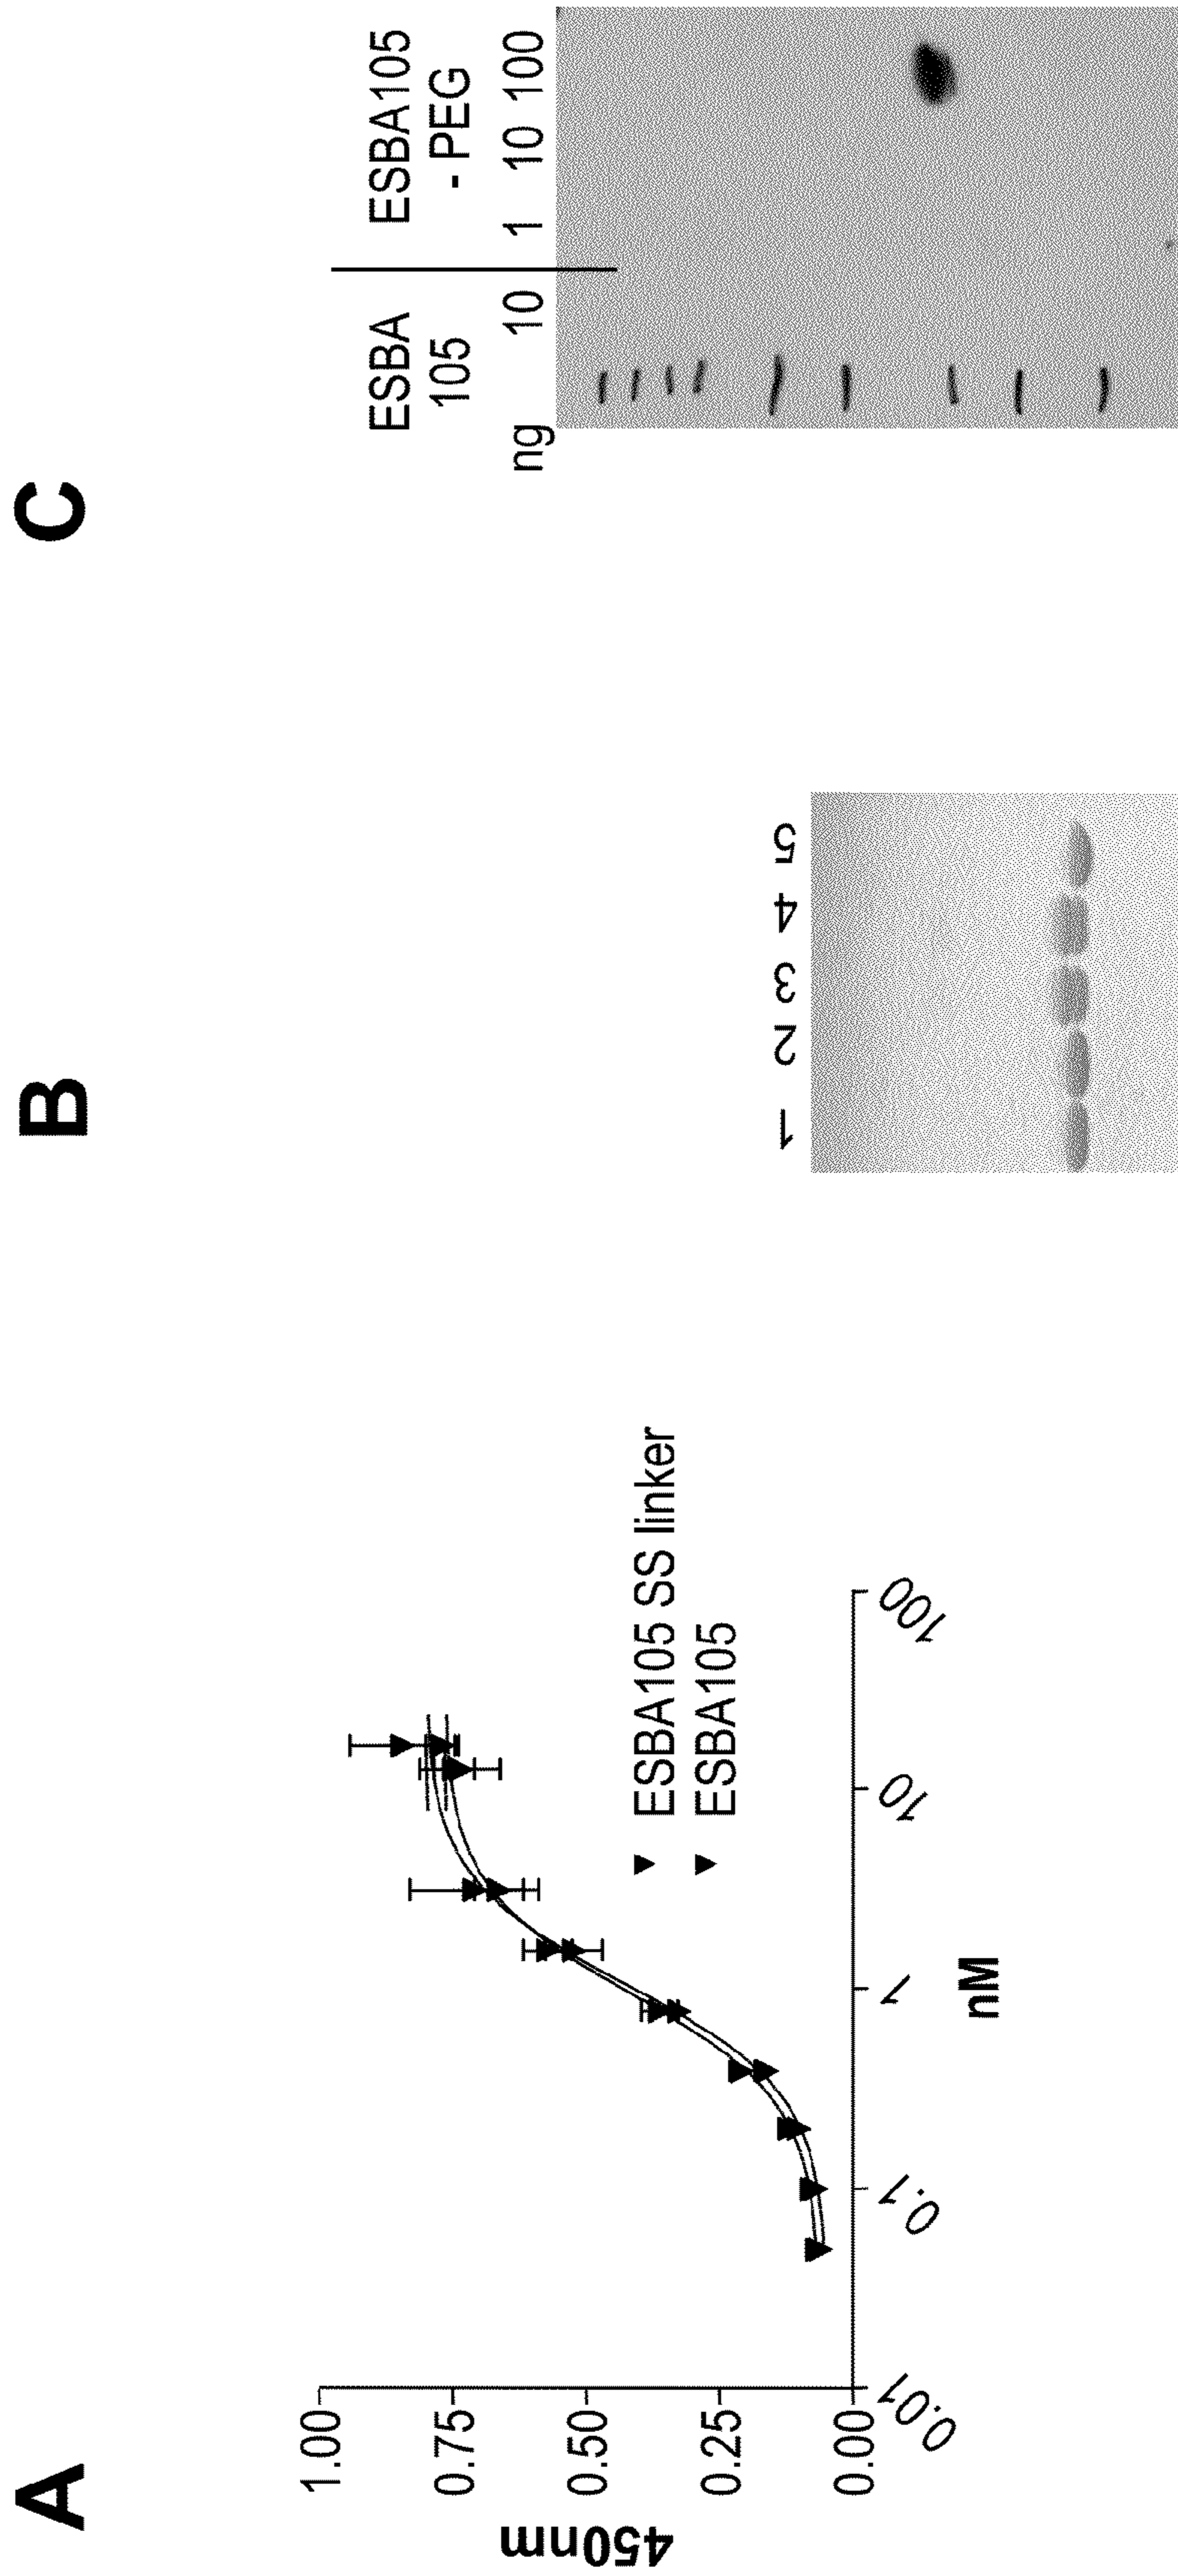 A
450nm
1.00
0.75
0.50
0.25
0.00
0.01
0.1
1
10
100
nM
ESBA105 SS linker
ESBA105
B
1 2 3 4 5
C
ESBA ESBA105
105 - PEG
ng 10 1 10 100